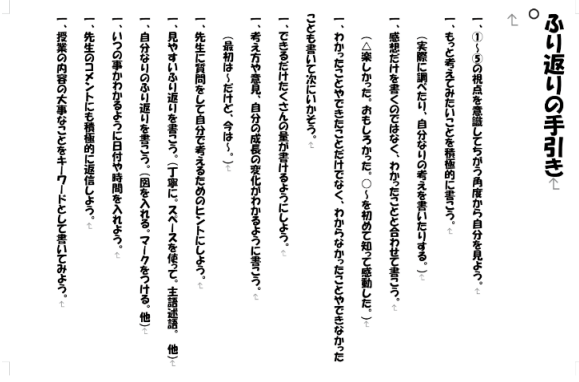 ふり返りの手引き
○
一、①~⑤の視点を意識してちがう角度から自分を見よう。
一、もっと考えてみたいことを積極的に書こう。
(実際に調べたり、自分なりの考えを書いたりする。)
一、感想だけを書くのではなく、わかったことと合わせて書こう。
(△楽しかった。おもしろかった。○~を初めて知って感動した。)
一、わかったことやできたことだけでなく、わからなかったことやできなかった
ことも書いて次にいかそう。
一、できるだけたくさんの量が書けるようにしよう。
一、考え方や意見、自分の成長の変化がわかるように書こう。
(最初は~だけど、今は~。)
一、先生に質問をして自分で考えるためのヒントにしよう。
一、見やすいふり返りを書こう。(丁寧に。スペースを使って。主語述語。 他)
一、自分なりのふり返りを書こう。(図を入れる。マークをつける。他)
一、いつの事かわかるように日付や時間を入れよう。
一、先生のコメントにも積極的に返信しよう。
一、授業の内容の大事なことをキーワードとして書いてみよう。